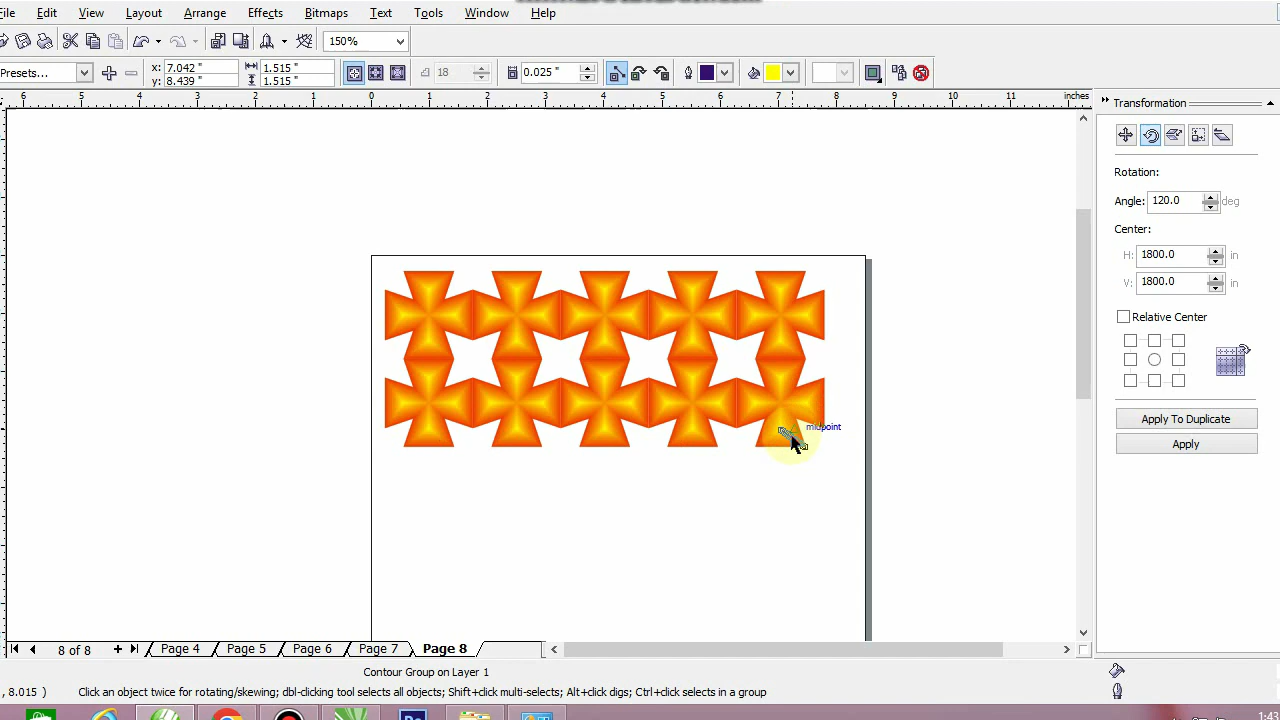 File Edit View Layout Arrange Effects Bitmaps Text Tools Window Help
150%
Presets... x: 7.042 " 1.515 " 18 0.025 "
y: 8.439 " 1.515 "
6 5 4 3 2 1 0 1 2 3 4 5 6 7 8 9 10 11 inches
Transformation
Rotation:
Angle: 120.0 deg
Center:
H: 1800.0 in
V: 1800.0 in
Relative Center
Apply To Duplicate
Apply
midpoint
8 of 8 Page 4 Page 5 Page 6 Page 7 Page 8
Contour Group on Layer 1
, 8.015 ) Click an object twice for rotating/skewing; dbl-clicking tool selects all objects; Shift+click multi-selects; Alt+click digs; Ctrl+click selects in a group
1:43